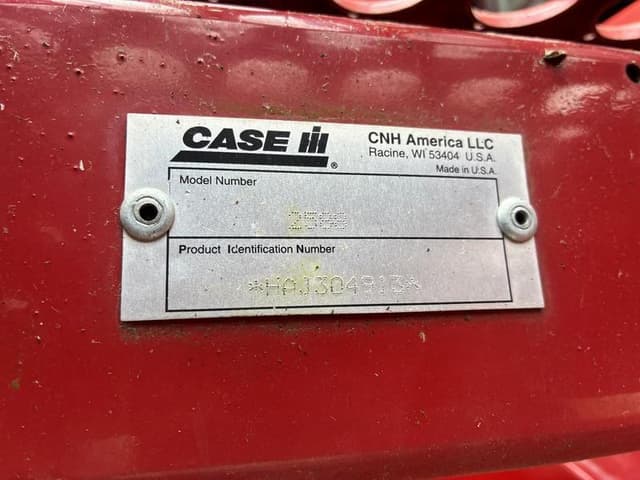 CASE IH®
CNH America LLC
Racine, WI 53404 U.S.A.
Made in U.S.A.
Model Number
Product Identification Number
*HAJ304913*